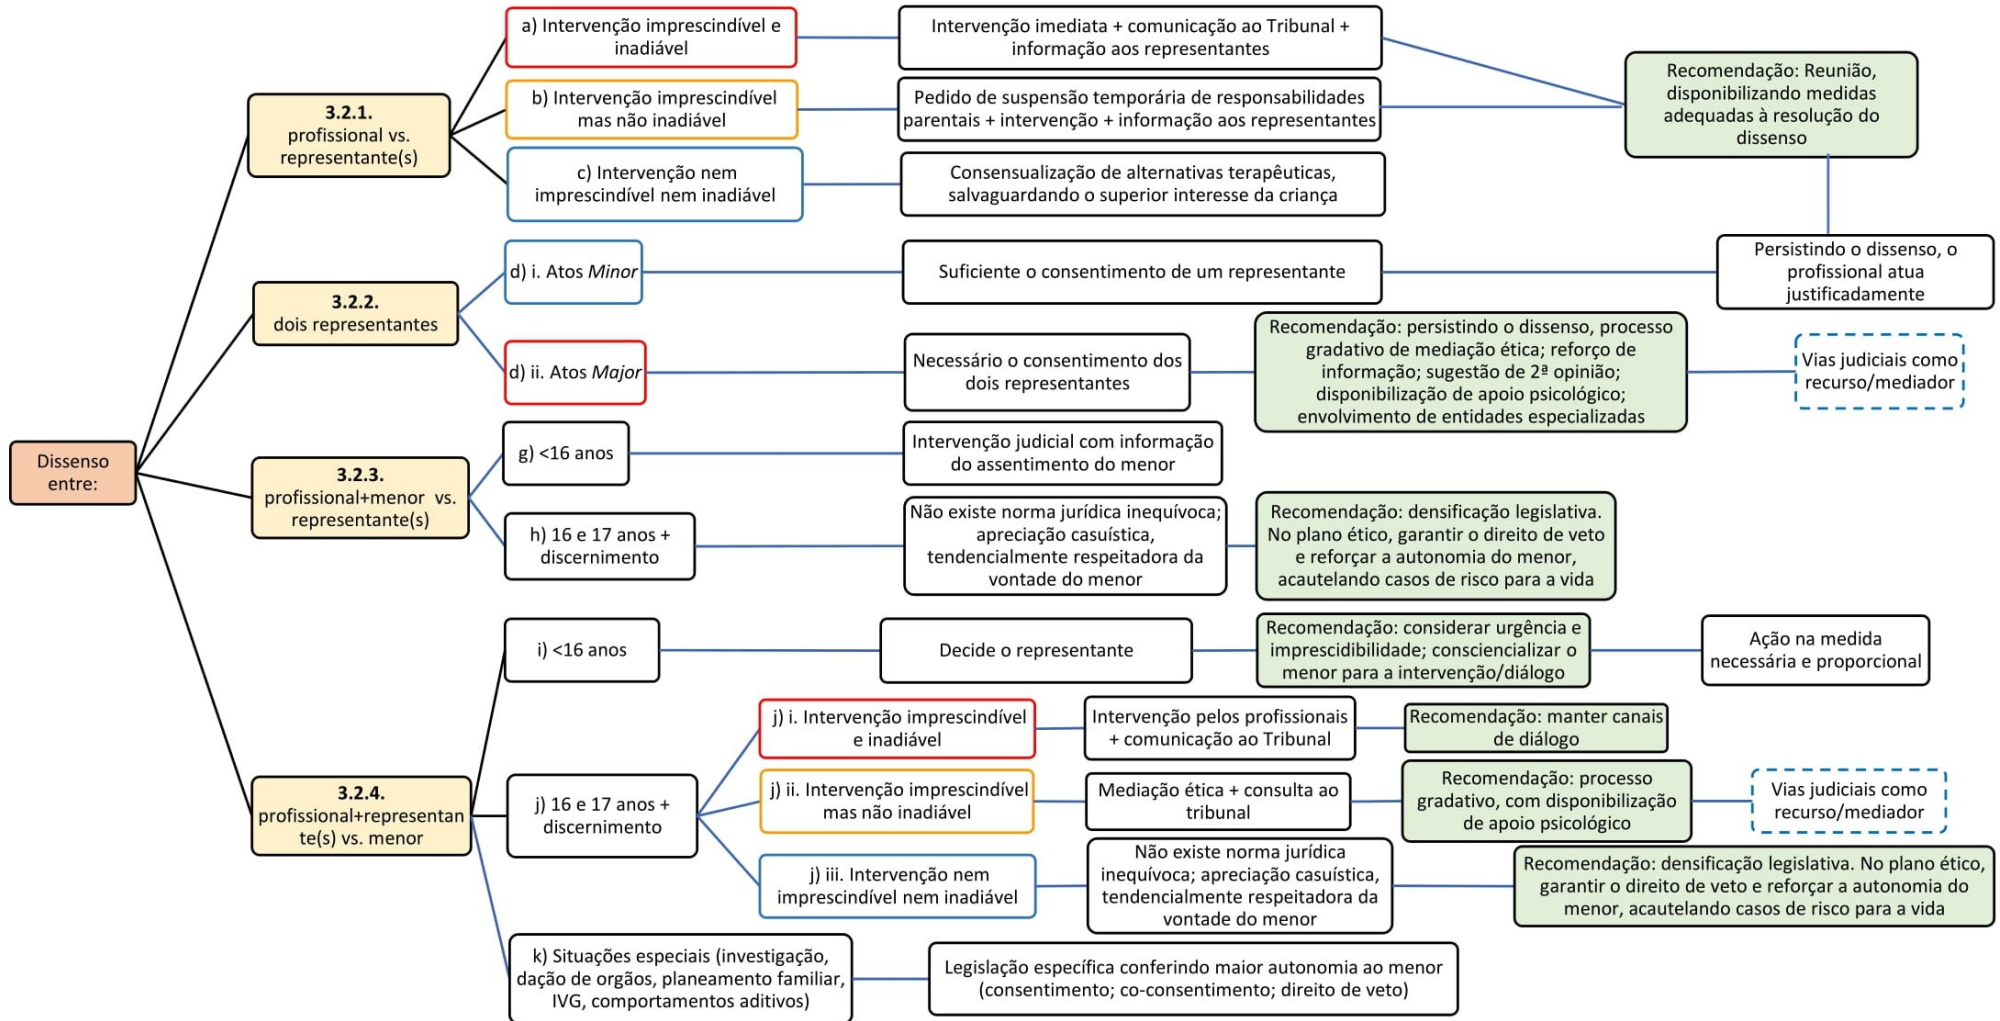 Dissenso
entre:
3.2.1.
profissional vs.
representante(s)
a) Intervenção imprescindível e
inadiável
Intervenção imediata + comunicação ao Tribunal +
informação aos representantes
b) Intervenção imprescindível
mas não inadiável
Pedido de suspensão temporária de responsabilidades
parentais + intervenção + informação aos representantes
Recomendação: Reunião,
disponibilizando medidas
adequadas à resolução do
dissenso
c) Intervenção nem
imprescindível nem inadiável
Consensualização de alternativas terapêuticas,
salvaguardando o superior interesse da criança
3.2.2.
dois representantes
d) i. Atos Minor
Suficiente o consentimento de um representante
Persistindo o dissenso, o
profissional atua
justificadamente
d) ii. Atos Major
Necessário o consentimento dos
dois representantes
Recomendação: persistindo o dissenso, processo
gradativo de mediação ética; reforço de
informação; sugestão de 2ª opinião;
disponibilização de apoio psicológico;
envolvimento de entidades especializadas
Vias judiciais como
recurso/mediador
3.2.3.
profissional+menor vs.
representante(s)
g) <16 anos
Intervenção judicial com informação
do assentimento do menor
h) 16 e 17 anos +
discernimento
Não existe norma jurídica inequívoca;
apreciação casuística,
tendencialmente respeitadora da
vontade do menor
Recomendação: densificação legislativa.
No plano ético, garantir o direito de veto
e reforçar a autonomia do menor,
acautelando casos de risco para a vida
3.2.4.
profissional+representan
te(s) vs. menor
i) <16 anos
Decide o representante
Recomendação: considerar urgência e
imprescidibilidade; consciencializar o
menor para a intervenção/diálogo
Ação na medida
necessária e proporcional
j) 16 e 17 anos +
discernimento
j) i. Intervenção imprescindível
e inadiável
Intervenção pelos profissionais
+ comunicação ao Tribunal
Recomendação: manter canais
de diálogo
j) ii. Intervenção imprescindível
mas não inadiável
Mediação ética + consulta ao
tribunal
Recomendação: processo
gradativo, com disponibilização
de apoio psicológico
Vias judiciais como
recurso/mediador
j) iii. Intervenção nem
imprescindível nem inadiável
Não existe norma jurídica
inequívoca; apreciação casuística,
tendencialmente respeitadora da
vontade do menor
Recomendação: densificação legislativa. No plano ético,
garantir o direito de veto e reforçar a autonomia do
menor, acautelando casos de risco para a vida
k) Situações especiais (investigação,
dação de orgãos, planeamento familiar,
IVG, comportamentos aditivos)
Legislação específica conferindo maior autonomia ao menor
(consentimento; co-consentimento; direito de veto)